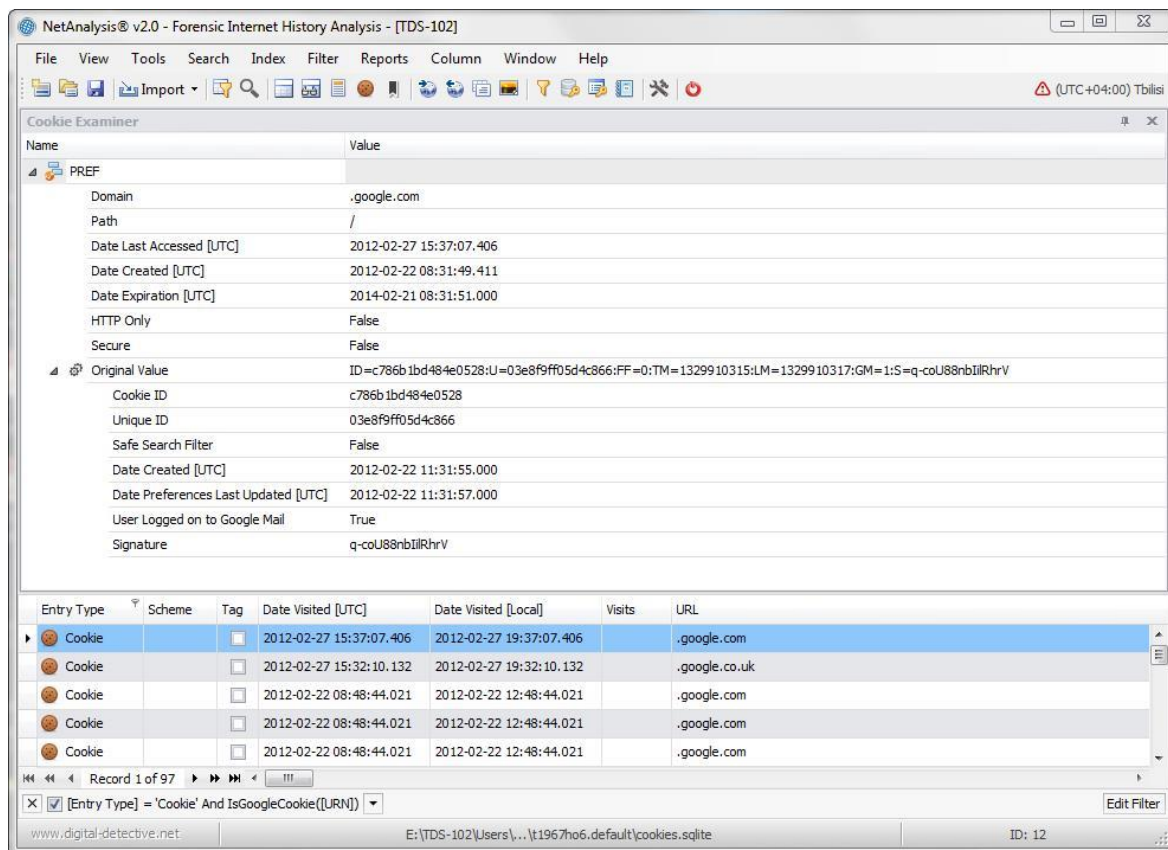 NetAnalysis® v2.0 - Forensic Internet History Analysis - [TDS-102]
File View Tools Search Index Filter Reports Column Window Help
Import (UTC+04:00) Tbilisi
Cookie Examiner
Name Value
PREF
Domain .google.com
Path /
Date Last Accessed [UTC] 2012-02-27 15:37:07.406
Date Created [UTC] 2012-02-22 08:31:49.411
Date Expiration [UTC] 2014-02-21 08:31:51.000
HTTP Only False
Secure False
Original Value ID=c786b1bd484e0528:U=03e8f9ff05d4c866:FF=0:TM=1329910315:LM=1329910317:GM=1:S=q-coU88nbIilRhrV
Cookie ID c786b1bd484e0528
Unique ID 03e8f9ff05d4c866
Safe Search Filter False
Date Created [UTC] 2012-02-22 11:31:55.000
Date Preferences Last Updated [UTC] 2012-02-22 11:31:57.000
User Logged on to Google Mail True
Signature q-coU88nbIilRhrV
Entry Type Scheme Tag Date Visited [UTC] Date Visited [Local] Visits URL
Cookie 2012-02-27 15:37:07.406 2012-02-27 19:37:07.406 .google.com
Cookie 2012-02-27 15:32:10.132 2012-02-27 19:32:10.132 .google.co.uk
Cookie 2012-02-22 08:48:44.021 2012-02-22 12:48:44.021 .google.com
Cookie 2012-02-22 08:48:44.021 2012-02-22 12:48:44.021 .google.com
Cookie 2012-02-22 08:48:44.021 2012-02-22 12:48:44.021 .google.com
Record 1 of 97
[Entry Type] = 'Cookie' And IsGoogleCookie([URN]) Edit Filter
www.digital-detective.net E:\TDS-102\Users\...\t1967ho6.default\cookies.sqlite ID: 12